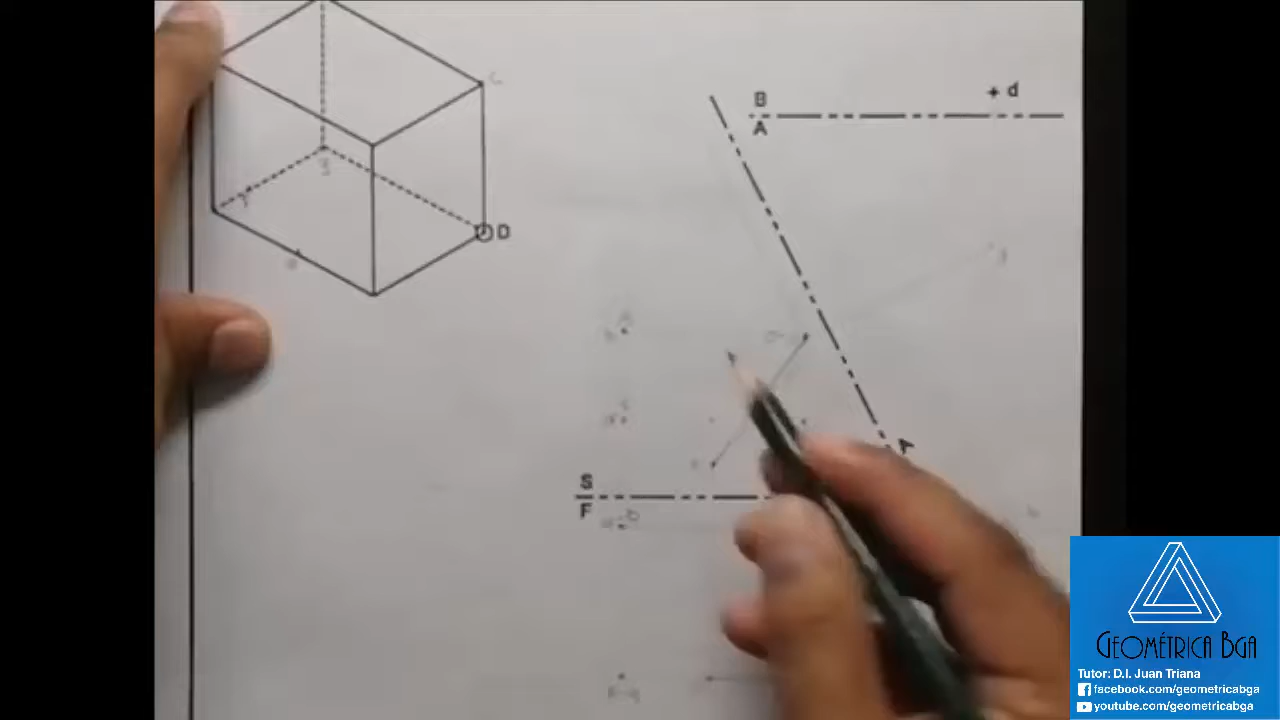 C
B
d
A
D
A
S
F
GEOMÉTRICA BGA
Tutor: D.I. Juan Triana
facebook.com/geometricabga
youtube.com/geometricabga